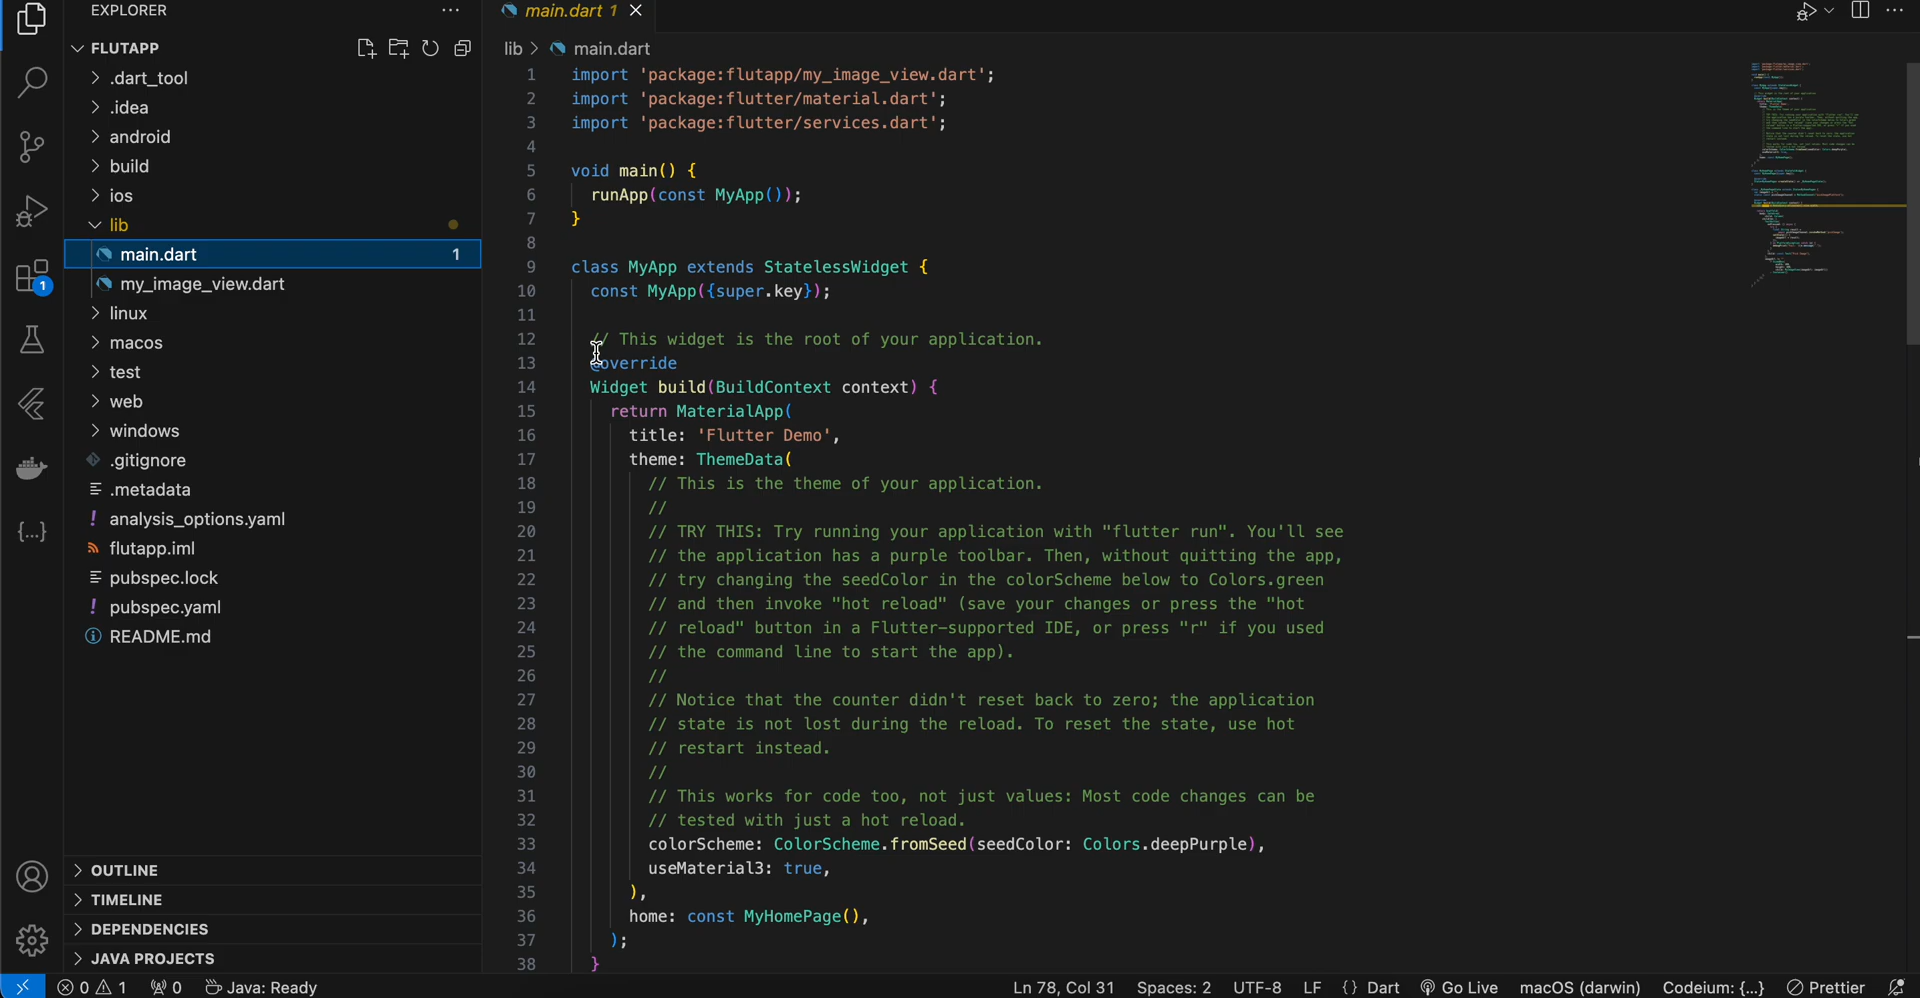 EXPLORER
main.dart 1
FLUTAPP
lib > main.dart
.dart_tool
.idea
android
build
ios
lib
main.dart 1
my_image_view.dart
linux
macos
test
web
windows
.gitignore
.metadata
analysis_options.yaml
flutapp.iml
pubspec.lock
pubspec.yaml
README.md
OUTLINE
TIMELINE
DEPENDENCIES
JAVA PROJECTS
1
1 import 'package:flutapp/my_image_view.dart';
2 import 'package:flutter/material.dart';
3 import 'package:flutter/services.dart';
4
5 void main() {
6 runApp(const MyApp());
7 }
8
9 class MyApp extends StatelessWidget {
10 const MyApp({super.key});
11
12 // This widget is the root of your application.
13 @override
14 Widget build(BuildContext context) {
15 return MaterialApp(
16 title: 'Flutter Demo',
17 theme: ThemeData(
18 // This is the theme of your application.
19 //
20 // TRY THIS: Try running your application with "flutter run". You'll see
21 // the application has a purple toolbar. Then, without quitting the app,
22 // try changing the seedColor in the colorScheme below to Colors.green
23 // and then invoke "hot reload" (save your changes or press the "hot
24 // reload" button in a Flutter-supported IDE, or press "r" if you used
25 // the command line to start the app).
26 //
27 // Notice that the counter didn't reset back to zero; the application
28 // state is not lost during the reload. To reset the state, use hot
29 // restart instead.
30 //
31 // This works for code too, not just values: Most code changes can be
32 // tested with just a hot reload.
33 colorScheme: ColorScheme.fromSeed(seedColor: Colors.deepPurple),
34 useMaterial3: true,
35 ),
36 home: const MyHomePage(),
37 );
38 }
0 1 0 Java: Ready Ln 78, Col 31 Spaces: 2 UTF-8 LF {} Dart Go Live macOS (darwin) Codeium: {...} Prettier